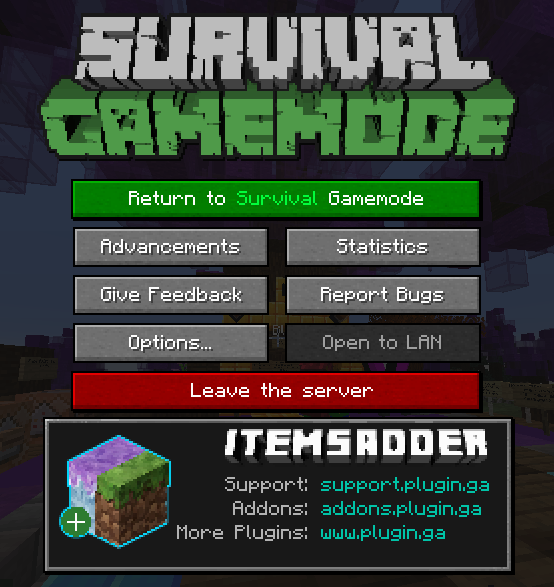 SURVIVAL
GAMEMODE
Return to Survival Gamemode
Advancements
Statistics
Give Feedback
Report Bugs
Options...
Open to LAN
Leave the server
ITEMSADDER
Support: support.plugin.ga
Addons: addons.plugin.ga
More Plugins: www.plugin.ga